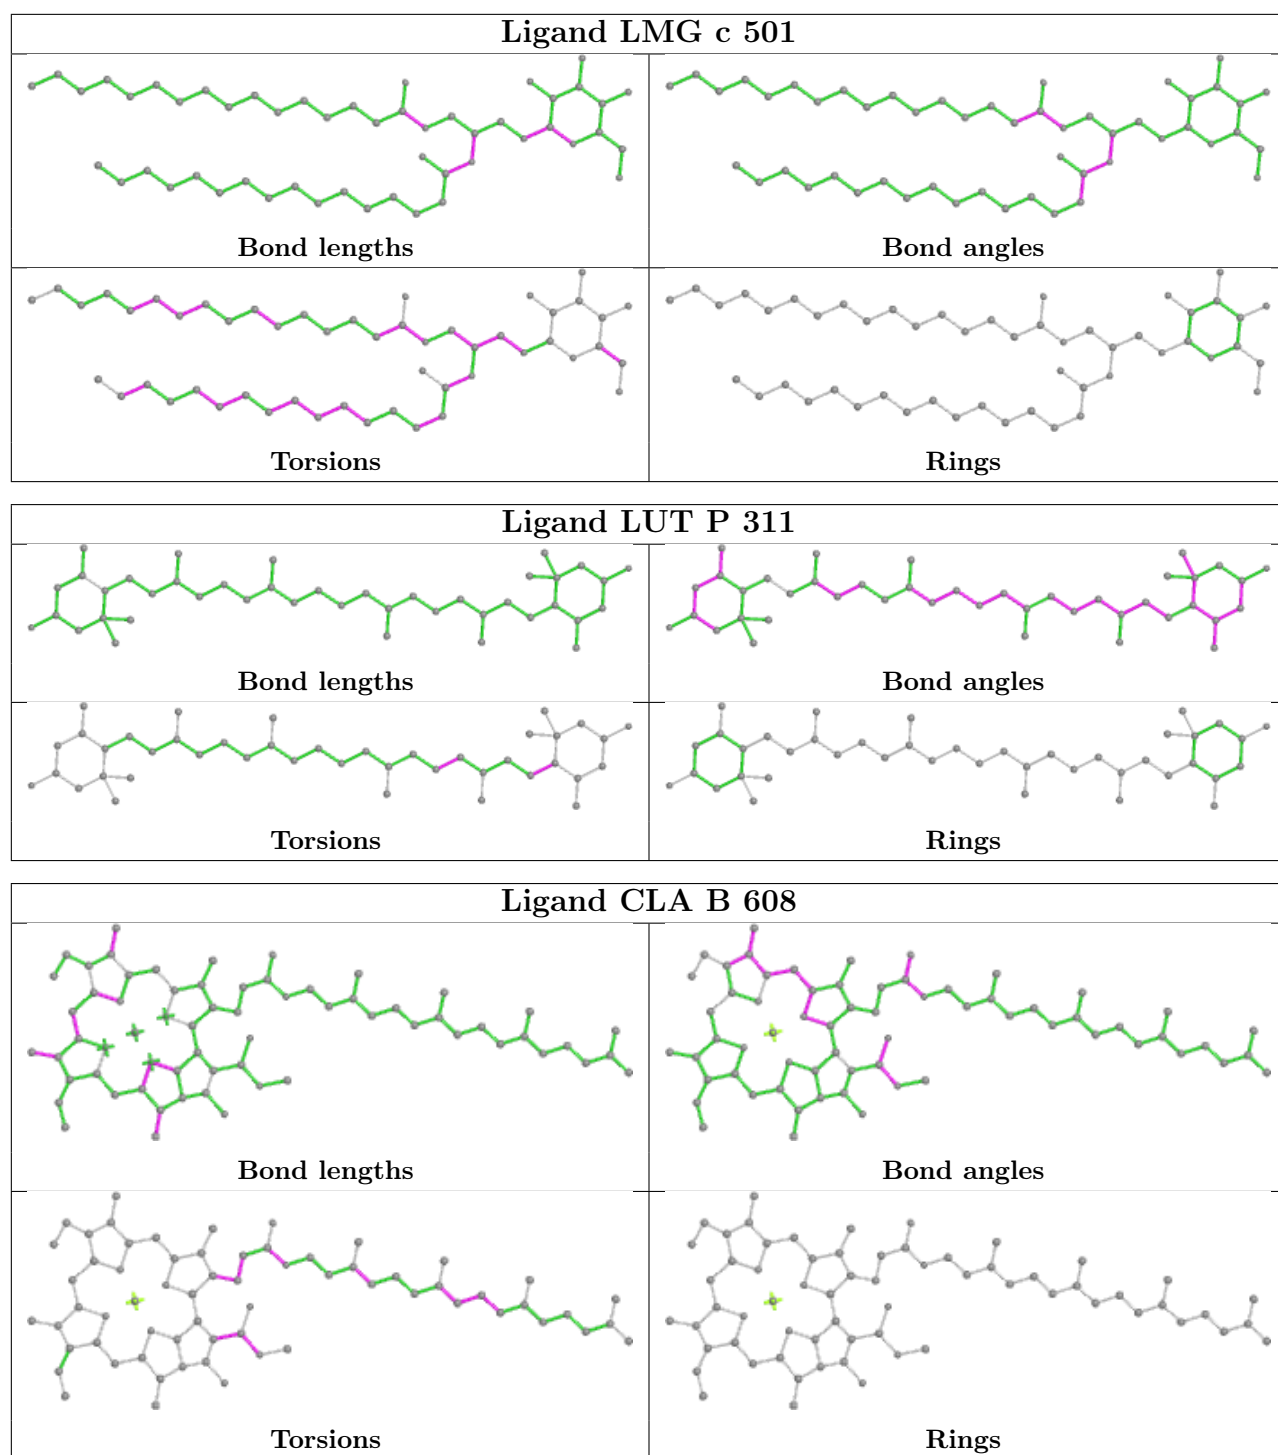 Ligand LMG c 501
Bond lengths
Bond angles
Torsions
Rings
Ligand LUT P 311
Bond lengths
Bond angles
Torsions
Rings
Ligand CLA B 608
Bond lengths
Bond angles
Torsions
Rings